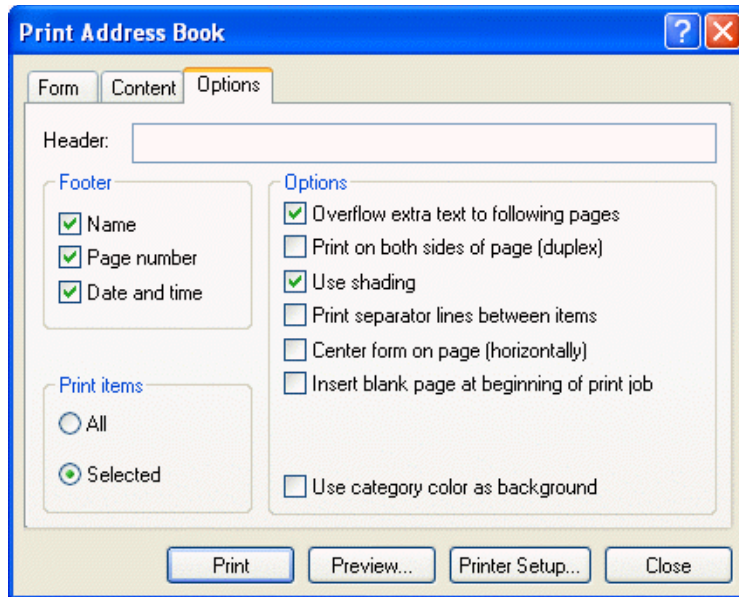 Print Address Book
Form Content Options
Header:
Footer
Name
Page number
Date and time
Print items
All
Selected
Options
Overflow extra text to following pages
Print on both sides of page (duplex)
Use shading
Print separator lines between items
Center form on page (horizontally)
Insert blank page at beginning of print job
Use category color as background
Print Preview... Printer Setup... Close